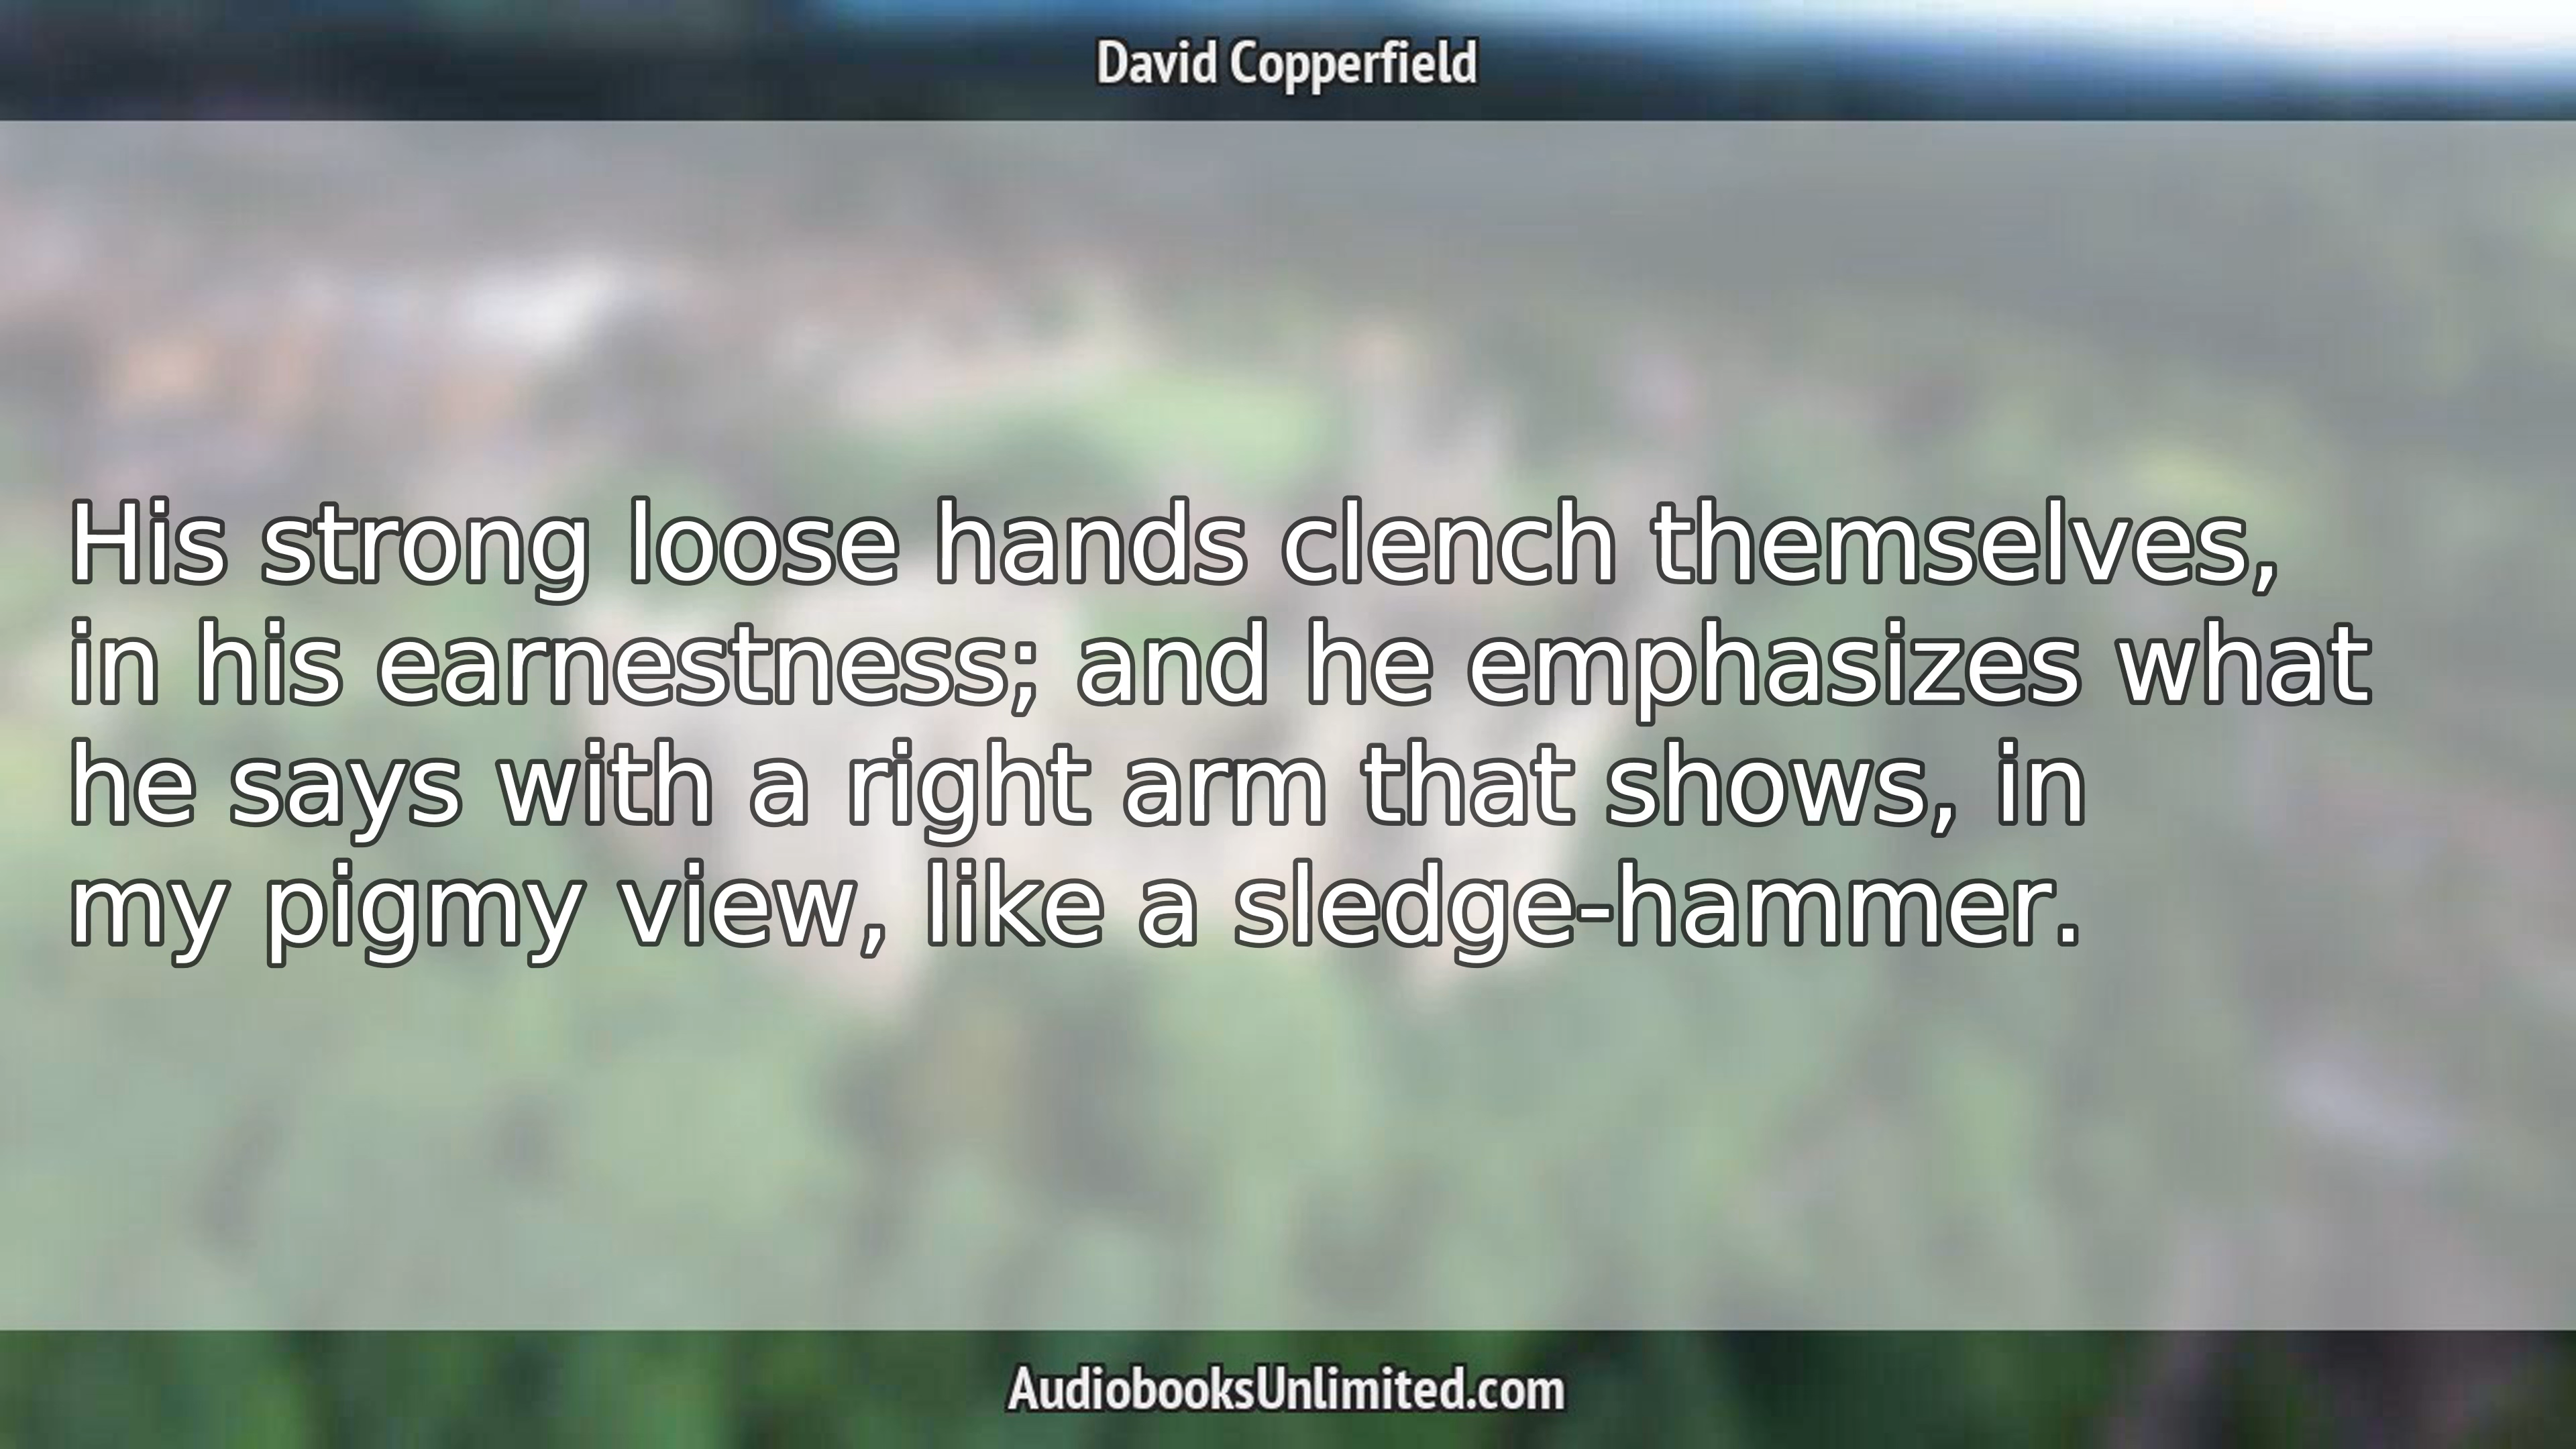 David Copperfield
His strong loose hands clench themselves,
in his earnestness; and he emphasizes what
he says with a right arm that shows, in
my pigmy view, like a sledge-hammer.
AudiobooksUnlimited.com